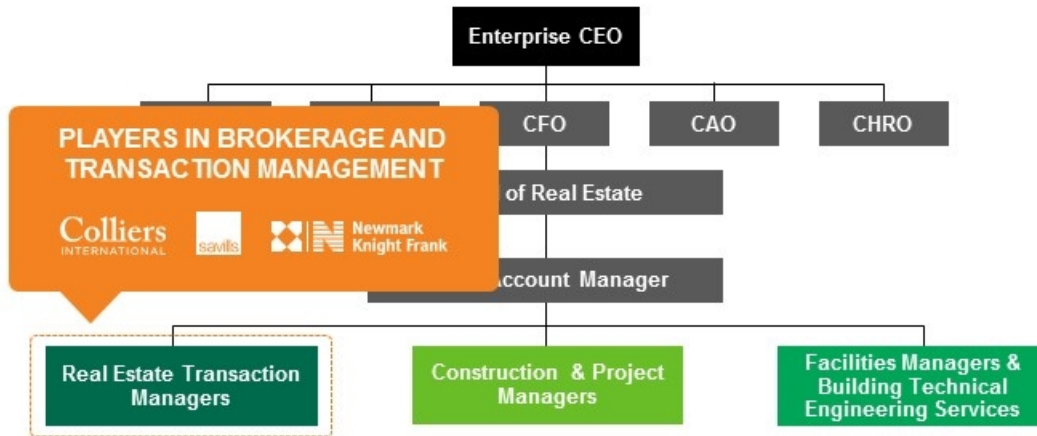 Enterprise CEO
CFO
CAO
CHRO
PLAYERS IN BROKERAGE AND
TRANSACTION MANAGEMENT
Colliers
INTERNATIONAL
savills
Newmark
Knight Frank
of Real Estate
Account Manager
Real Estate Transaction
Managers
Construction & Project
Managers
Facilities Managers &
Building Technical
Engineering Services